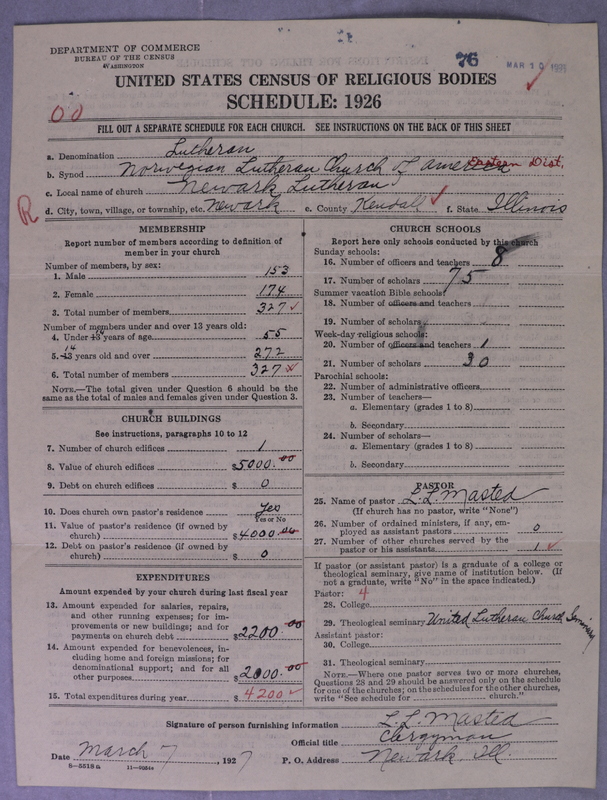 DEPARTMENT OF COMMERCE
BUREAU OF THE CENSUS
WASHINGTON
76
MAR 10
UNITED STATES CENSUS OF RELIGIOUS BODIES
SCHEDULE: 1926
00
FILL OUT A SEPARATE SCHEDULE FOR EACH CHURCH. SEE INSTRUCTIONS ON THE BACK OF THIS SHEET
a. Denomination Lutheran
b. Synod Norwegian Lutheran Church of America Eastern Dist.
c. Local name of church Newark Lutheran
R
d. City, town, village, or township, etc. Newark e. County Kendall f. State Illinois
MEMBERSHIP
Report number of members according to definition of
member in your church
Number of members, by sex:
1. Male 153
2. Female 174
3. Total number of members 327
Number of members under and over 13 years old:
4. Under 13 14 years of age 55
5. 13 14 years old and over 272
6. Total number of members 327
NOTE.—The total given under Question 6 should be
same as the total of males and females given under Question 3.
CHURCH BUILDINGS
See instructions, paragraphs 10 to 12
7. Number of church edifices 1
8. Value of church edifices $5000.00
9. Debt on church edifices $ 0
10. Does church own pastor's residence Yes
Yes or No
11. Value of pastor's residence (if owned by
church) $4000.00
12. Debt on pastor's residence (if owned by
church) $ 0
EXPENDITURES
Amount expended by your church during last fiscal year
13. Amount expended for salaries, repairs,
and other running expenses; for im-
provements or new buildings; and for
payments on church debt $2200.00
14. Amount expended for benevolences, in-
cluding home and foreign missions; for
denominational support; and for all
other purposes $2000.00
15. Total expenditures during year $4200
CHURCH SCHOOLS
Report here only schools conducted by this church
Sunday schools:
16. Number of officers and teachers 8
17. Number of scholars 75
Summer vacation Bible schools:
18. Number of officers and teachers
19. Number of scholars
Week-day religious schools:
20. Number of officers and teachers 1
21. Number of scholars 30
Parochial schools:
22. Number of administrative officers
23. Number of teachers—
a. Elementary (grades 1 to 8)
b. Secondary
24. Number of scholars—
a. Elementary (grades 1 to 8)
b. Secondary
PASTOR
25. Name of pastor L. L. Masted
(If church has no pastor, write "None")
26. Number of ordained ministers, if any, em-
ployed as assistant pastors 0
27. Number of other churches served by the
pastor or his assistants 1
If pastor (or assistant pastor) is a graduate of a college or
theological seminary, give name of institution below. (If
not a graduate, write "No" in the space indicated.)
Pastor: 4
28. College
29. Theological seminary United Lutheran Church Seminary
Assistant pastor:
30. College
31. Theological seminary
NOTE.—Where one pastor serves two or more churches,
Questions 28 and 29 should be answered only on the schedule
for one of the churches; on the schedules for the other churches,
write "See schedule for church."
Signature of person furnishing information L. L. Masted
Official title Clergyman
Date March 7, 1927 P. O. Address Newark, Ill.
8—5518a 11—9054